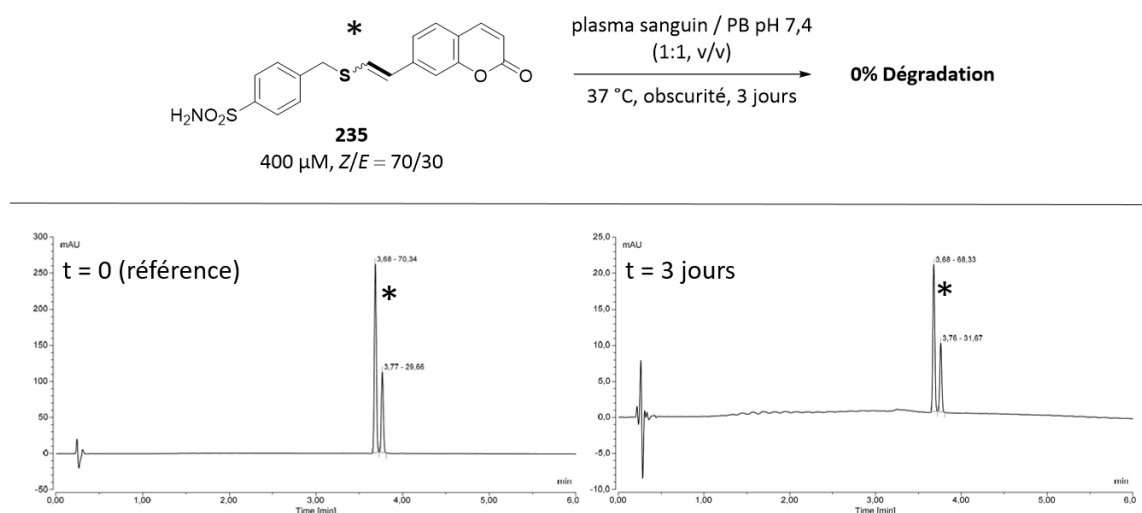 *
S
O
O
H₂NO₂S
235
400 µM, Z/E = 70/30
plasma sanguin / PB pH 7,4
(1:1, v/v)
37 °C, obscurité, 3 jours
0% Dégradation
300
250
200
150
100
50
0
-50
mAU
t = 0 (référence)
3,68 - 70,34
*
3,77 - 29,66
min
0,00
1,00
2,00
3,00
4,00
5,00
6,0
Time [min]
25,0
20,0
15,0
10,0
5,0
0,0
-5,0
-10,0
mAU
t = 3 jours
3,68 - 68,33
*
3,76 - 31,67
min
0,00
1,00
2,00
3,00
4,00
5,00
6,0
Time [min]